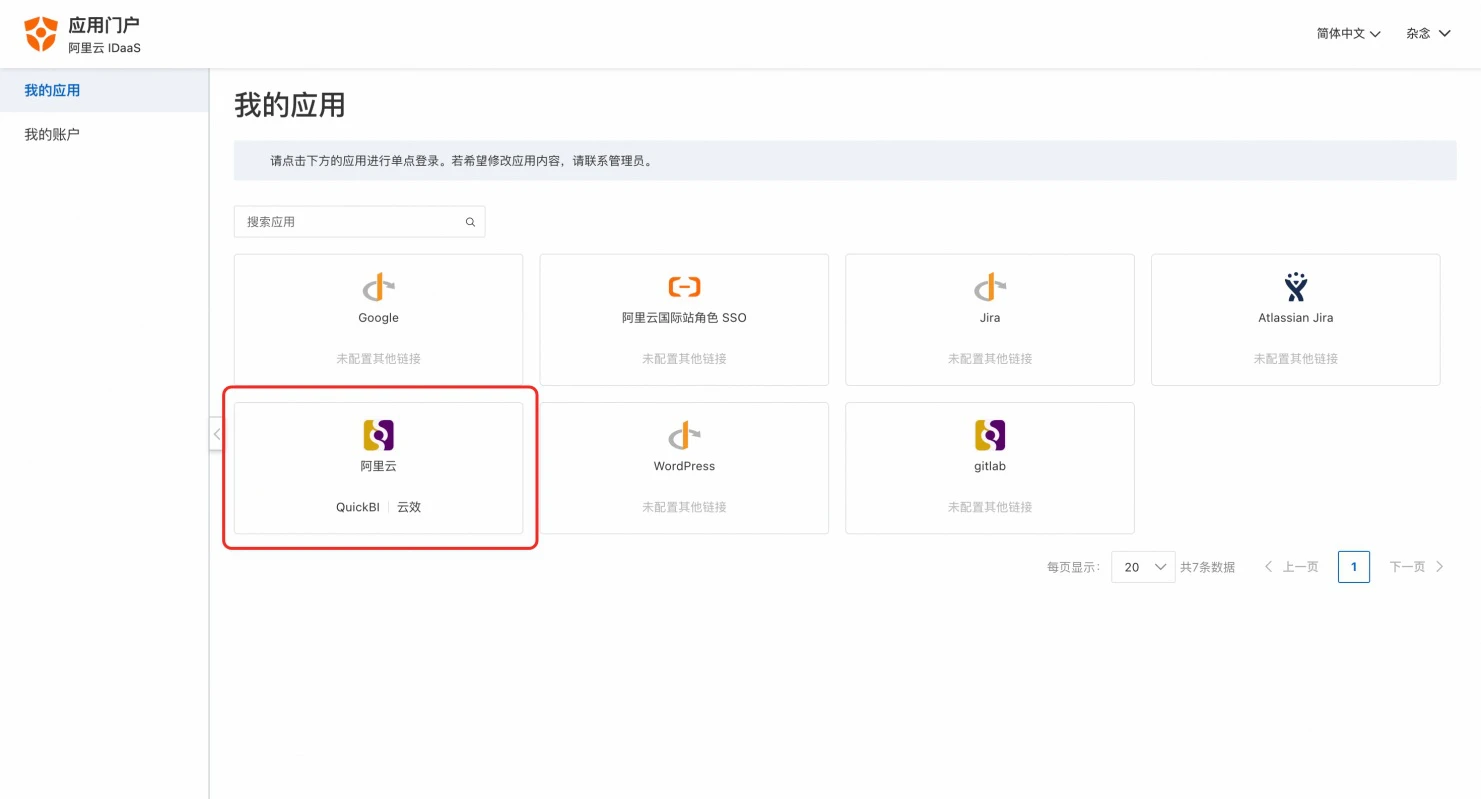 应用门户
阿里云 IDaaS
简体中文
杂念
我的应用
我的账户
我的应用
请点击下方的应用进行单点登录。若希望修改应用内容，请联系管理员。
搜索应用
Google
未配置其他链接
阿里云国际站角色 SSO
未配置其他链接
Jira
未配置其他链接
Atlassian Jira
未配置其他链接
阿里云
QuickBI 云效
WordPress
未配置其他链接
gitlab
未配置其他链接
每页显示： 20 共7条数据 上一页 1 下一页